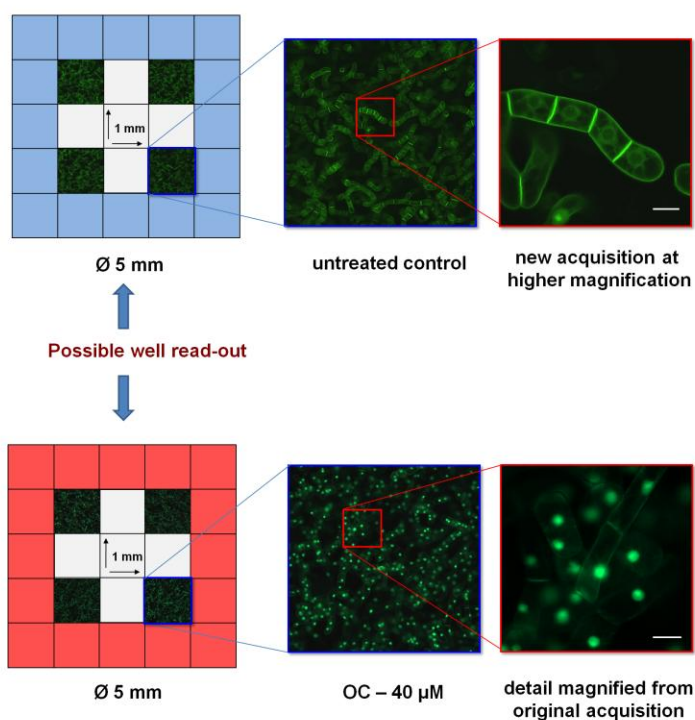 1 mm
Ø 5 mm
untreated control
new acquisition at
higher magnification
Possible well read-out
1 mm
Ø 5 mm
OC – 40 µM
detail magnified from
original acquisition